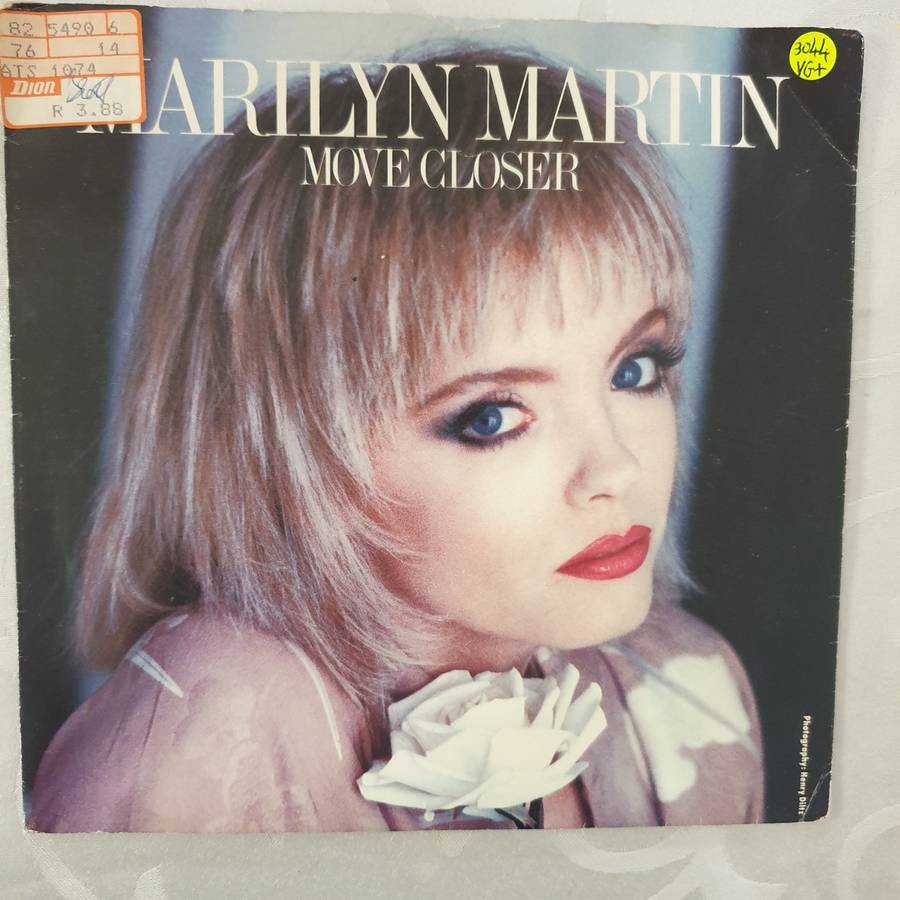 82 5490 6
76 14
ATS 1074
Dion
R 3.88
3044
VG+
MARILYN MARTIN
MOVE CLOSER
Photography: Henry Diltz